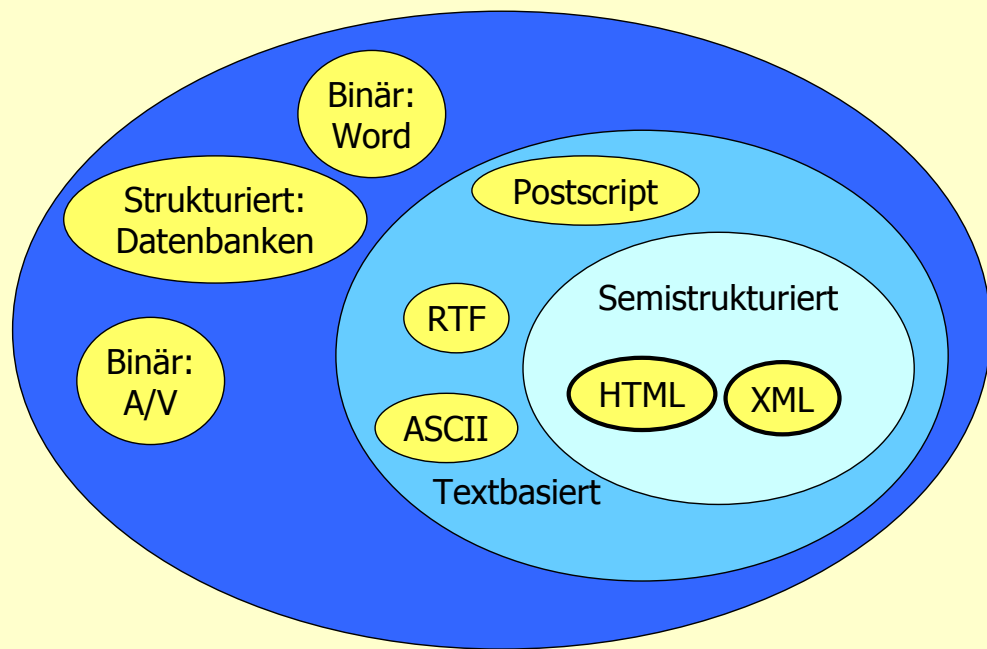 Binär:
Word
Strukturiert:
Datenbanken
Postscript
Semistrukturiert
RTF
Binär:
A/V
HTML
XML
ASCII
Textbasiert